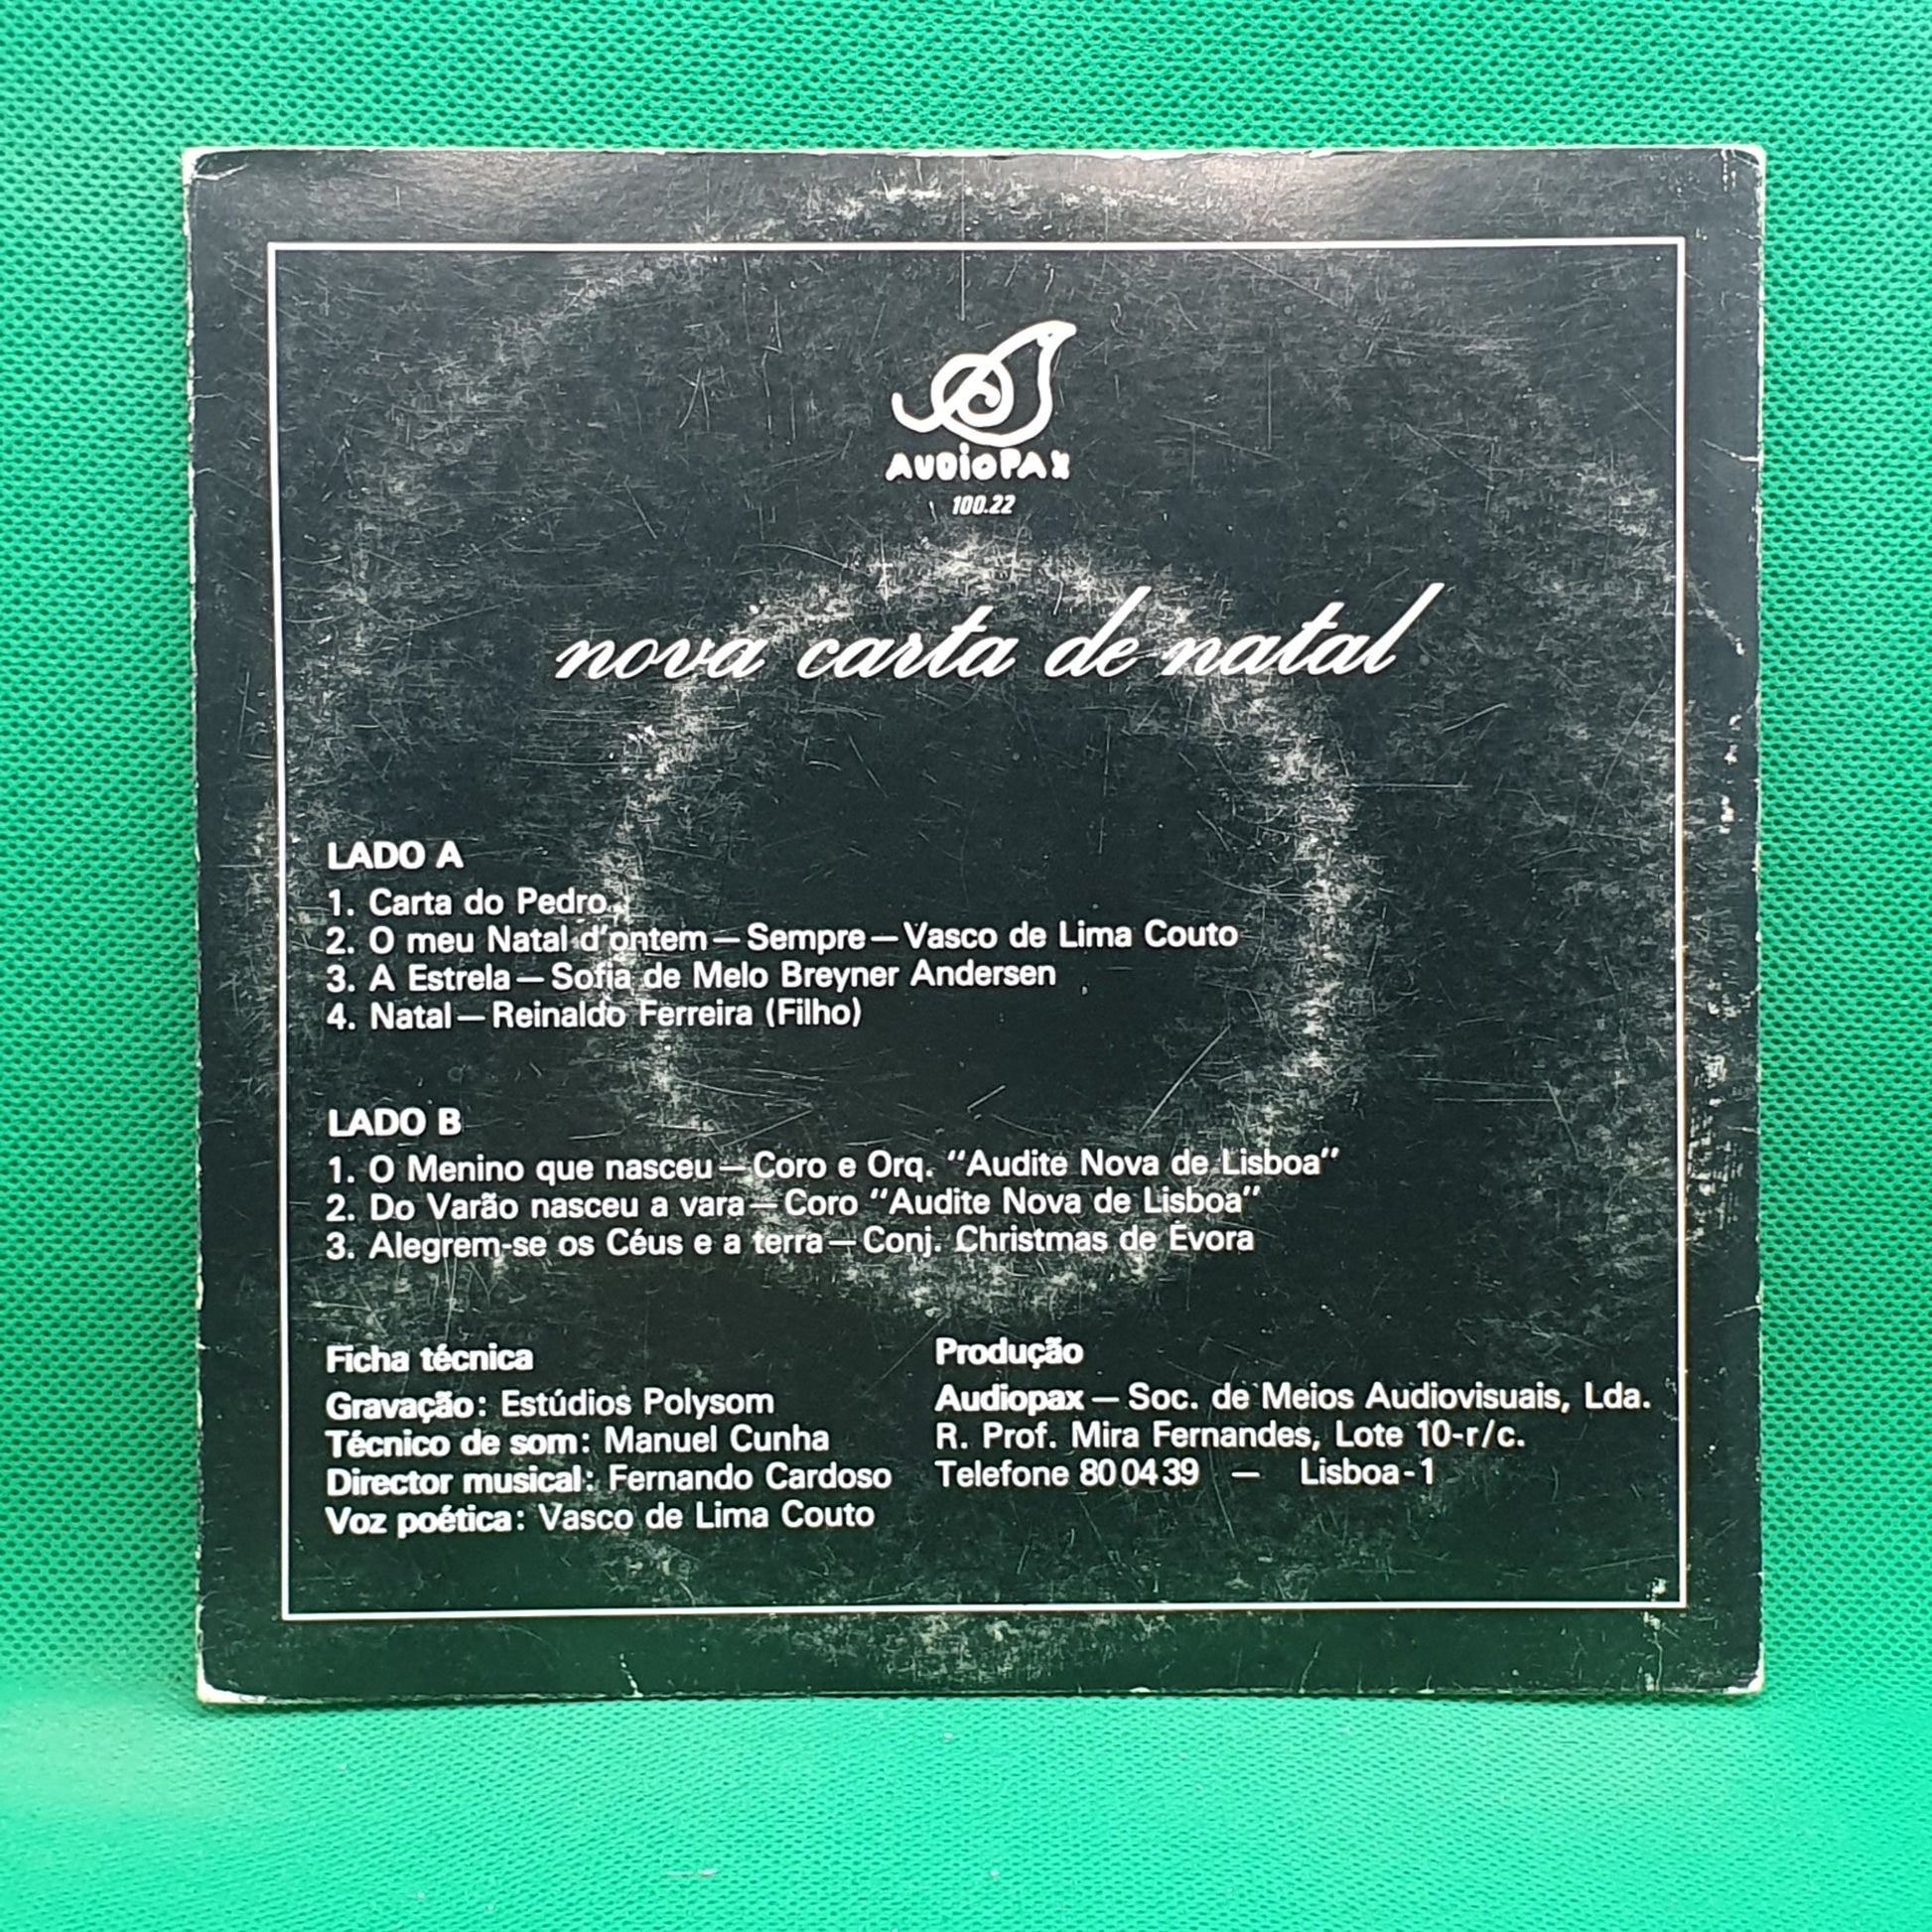 AUDIOPAX
100.22
nova carta de natal
LADO A
1. Carta do Pedro
2. O meu Natal d'ontem — Sempre — Vasco de Lima Couto
3. A Estrela — Sofia de Melo Breyner Andersen
4. Natal — Reinaldo Ferreira (Filho)
LADO B
1. O Menino que nasceu — Coro e Orq. "Audite Nova de Lisboa"
2. Do Varão nasceu a vara — Coro "Audite Nova de Lisboa"
3. Alegrem-se os Céus e a terra — Conj. Christmas de Évora
Ficha técnica
Gravação: Estúdios Polysom
Técnico de som: Manuel Cunha
Director musical: Fernando Cardoso
Voz poética: Vasco de Lima Couto
Produção
Audiopax — Soc. de Meios Audiovisuais, Lda.
R. Prof. Mira Fernandes, Lote 10-r/c.
Telefone 80 04 39 — Lisboa-1